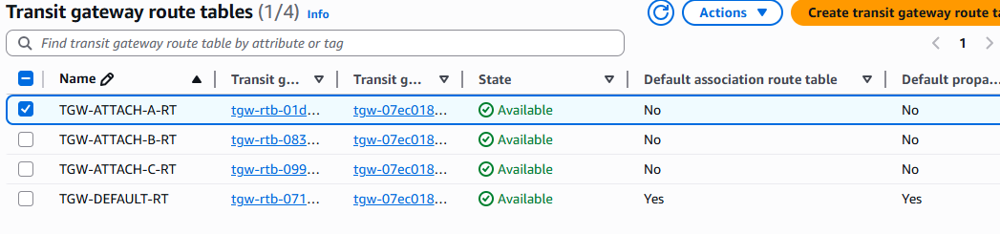 Transit gateway route tables (1/4) Info
Actions
Create transit gateway route ta
Find transit gateway route table by attribute or tag
1
Name Transit g... Transit g... State Default association route table Default propa...
TGW-ATTACH-A-RT tgw-rtb-01d... tgw-07ec018... Available No No
TGW-ATTACH-B-RT tgw-rtb-083... tgw-07ec018... Available No No
TGW-ATTACH-C-RT tgw-rtb-099... tgw-07ec018... Available No No
TGW-DEFAULT-RT tgw-rtb-071... tgw-07ec018... Available Yes Yes